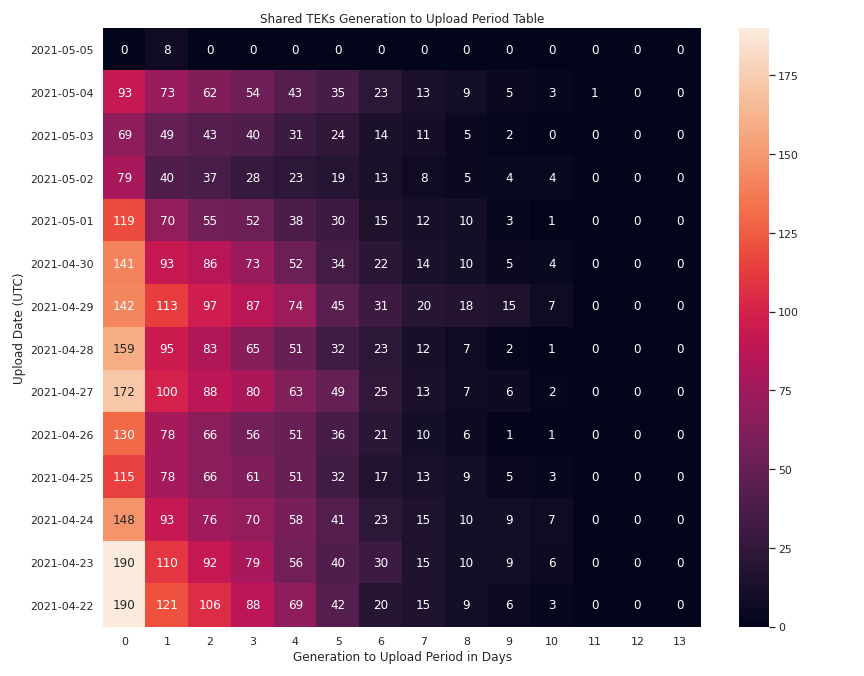 Shared TEKs Generation to Upload Period Table
Upload Date (UTC)
2021-05-05 0 8 0 0 0 0 0 0 0 0 0 0 0 0
2021-05-04 93 73 62 54 43 35 23 13 9 5 3 1 0 0
2021-05-03 69 49 43 40 31 24 14 11 5 2 0 0 0 0
2021-05-02 79 40 37 28 23 19 13 8 5 4 4 0 0 0
2021-05-01 119 70 55 52 38 30 15 12 10 3 1 0 0 0
2021-04-30 141 93 86 73 52 34 22 14 10 5 4 0 0 0
2021-04-29 142 113 97 87 74 45 31 20 18 15 7 0 0 0
2021-04-28 159 95 83 65 51 32 23 12 7 2 1 0 0 0
2021-04-27 172 100 88 80 63 49 25 13 7 6 2 0 0 0
2021-04-26 130 78 66 56 51 36 21 10 6 1 1 0 0 0
2021-04-25 115 78 66 61 51 32 17 13 9 5 3 0 0 0
2021-04-24 148 93 76 70 58 41 23 15 10 9 7 0 0 0
2021-04-23 190 110 92 79 56 40 30 15 10 9 6 0 0 0
2021-04-22 190 121 106 88 69 42 20 15 9 6 3 0 0 0
0 1 2 3 4 5 6 7 8 9 10 11 12 13
Generation to Upload Period in Days
175
150
125
100
75
50
25
0